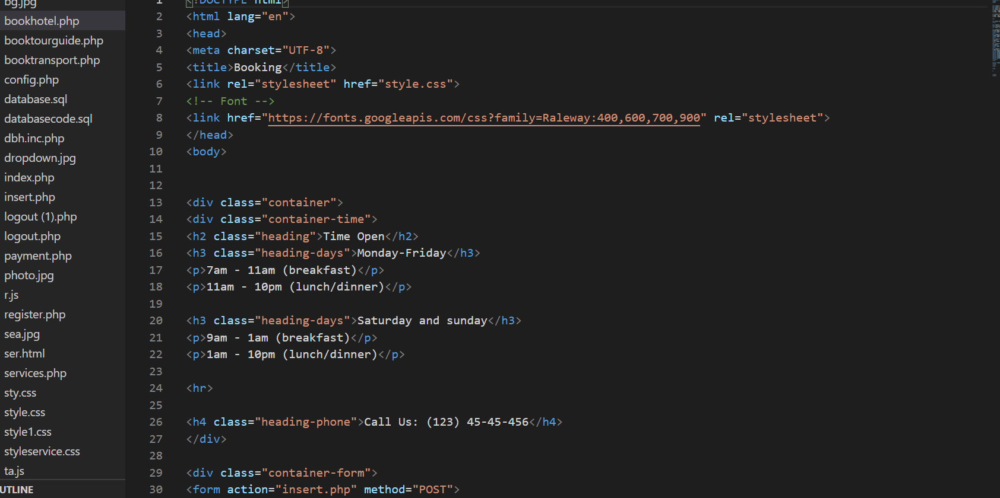 bg.jpg
bookhotel.php
booktourguide.php
booktransport.php
config.php
database.sql
databasecode.sql
dbh.inc.php
dropdown.jpg
index.php
insert.php
logout (1).php
logout.php
payment.php
photo.jpg
r.js
register.php
sea.jpg
ser.html
services.php
sty.css
style.css
style1.css
styleservice.css
ta.js
UTLINE
1 <!DOCTYPE html>
2 <html lang="en">
3 <head>
4 <meta charset="UTF-8">
5 <title>Booking</title>
6 <link rel="stylesheet" href="style.css">
7 <!-- Font -->
8 <link href="https://fonts.googleapis.com/css?family=Raleway:400,600,700,900" rel="stylesheet">
9 </head>
10 <body>
11
12
13 <div class="container">
14 <div class="container-time">
15 <h2 class="heading">Time Open</h2>
16 <h3 class="heading-days">Monday-Friday</h3>
17 <p>7am - 11am (breakfast)</p>
18 <p>11am - 10pm (lunch/dinner)</p>
19
20 <h3 class="heading-days">Saturday and sunday</h3>
21 <p>9am - 1am (breakfast)</p>
22 <p>1am - 10pm (lunch/dinner)</p>
23
24 <hr>
25
26 <h4 class="heading-phone">Call Us: (123) 45-45-456</h4>
27 </div>
28
29 <div class="container-form">
30 <form action="insert.php" method="POST">